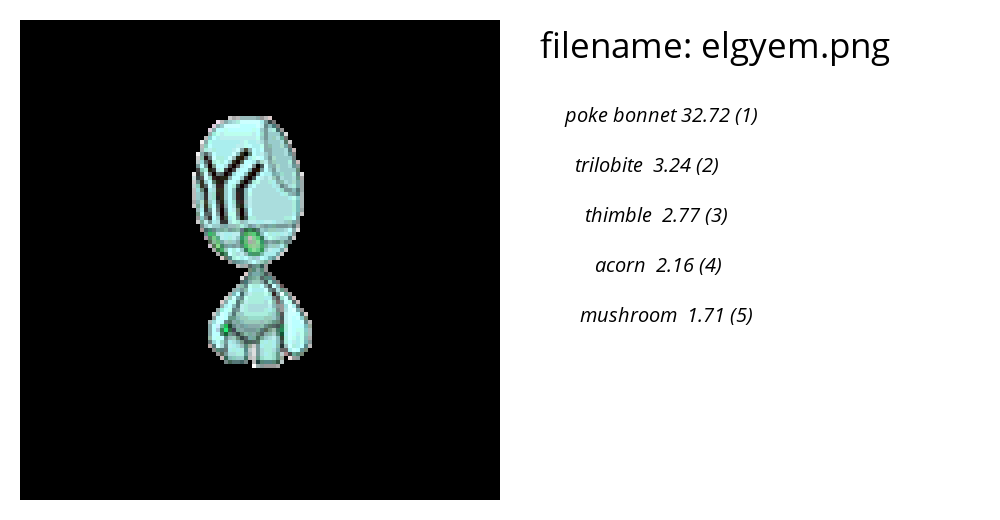 filename: elgyem.png
poke bonnet 32.72 (1)
trilobite 3.24 (2)
thimble 2.77 (3)
acorn 2.16 (4)
mushroom 1.71 (5)